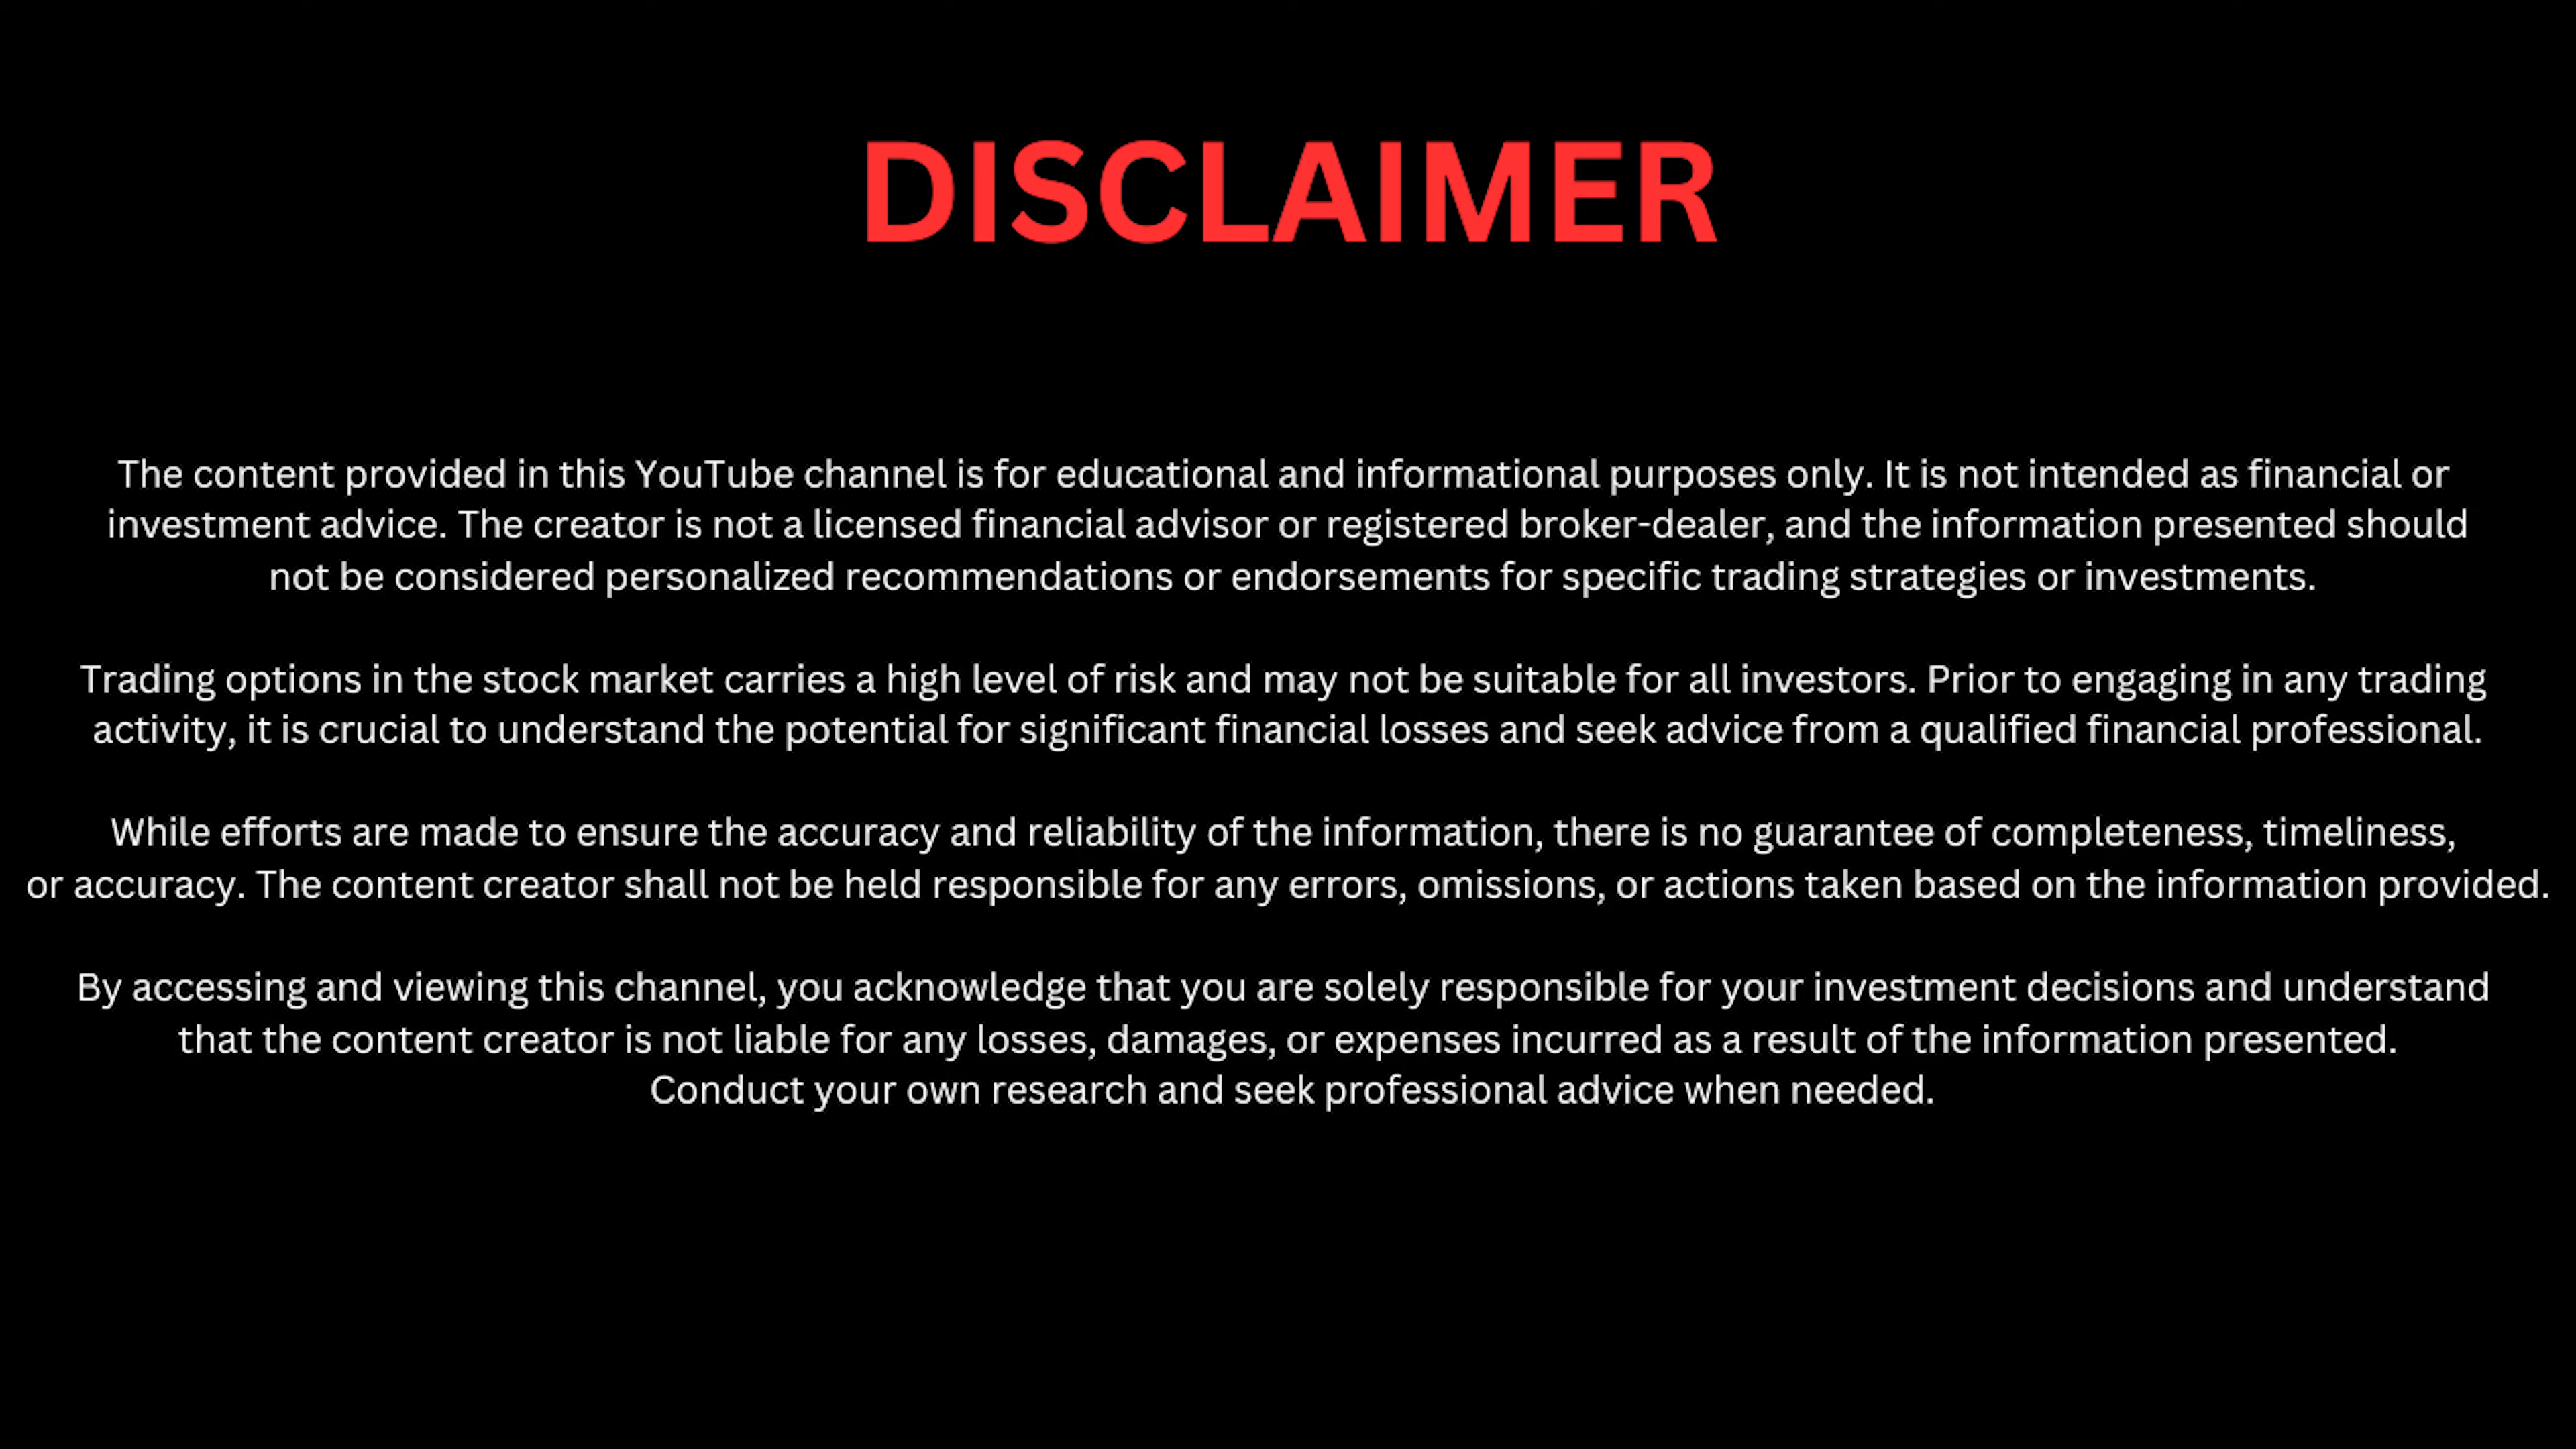 DISCLAIMER
The content provided in this YouTube channel is for educational and informational purposes only. It is not intended as financial or
investment advice. The creator is not a licensed financial advisor or registered broker-dealer, and the information presented should
not be considered personalized recommendations or endorsements for specific trading strategies or investments.
Trading options in the stock market carries a high level of risk and may not be suitable for all investors. Prior to engaging in any trading
activity, it is crucial to understand the potential for significant financial losses and seek advice from a qualified financial professional.
While efforts are made to ensure the accuracy and reliability of the information, there is no guarantee of completeness, timeliness,
or accuracy. The content creator shall not be held responsible for any errors, omissions, or actions taken based on the information provided.
By accessing and viewing this channel, you acknowledge that you are solely responsible for your investment decisions and understand
that the content creator is not liable for any losses, damages, or expenses incurred as a result of the information presented.
Conduct your own research and seek professional advice when needed.